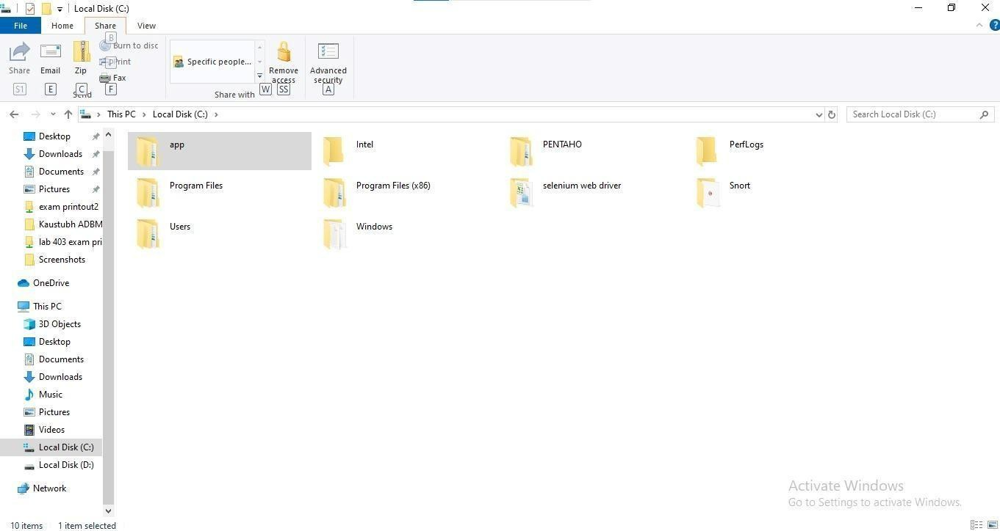 Local Disk (C:)
File Home Share View
B
Burn to disc
Print
Fax
Share Email Zip
S1 E C F
Send
Specific people...
Share with
Remove access
W SS
Advanced security
A
This PC Local Disk (C:)
Search Local Disk (C:)
Desktop
Downloads
Documents
Pictures
exam printout2
Kaustubh ADBM
lab 403 exam pri
Screenshots
OneDrive
This PC
3D Objects
Desktop
Documents
Downloads
Music
Pictures
Videos
Local Disk (C:)
Local Disk (D:)
Network
app Intel PENTAHO PerfLogs
Program Files Program Files (x86) selenium web driver Snort
Users Windows
Activate Windows
Go to Settings to activate Windows.
10 items 1 item selected